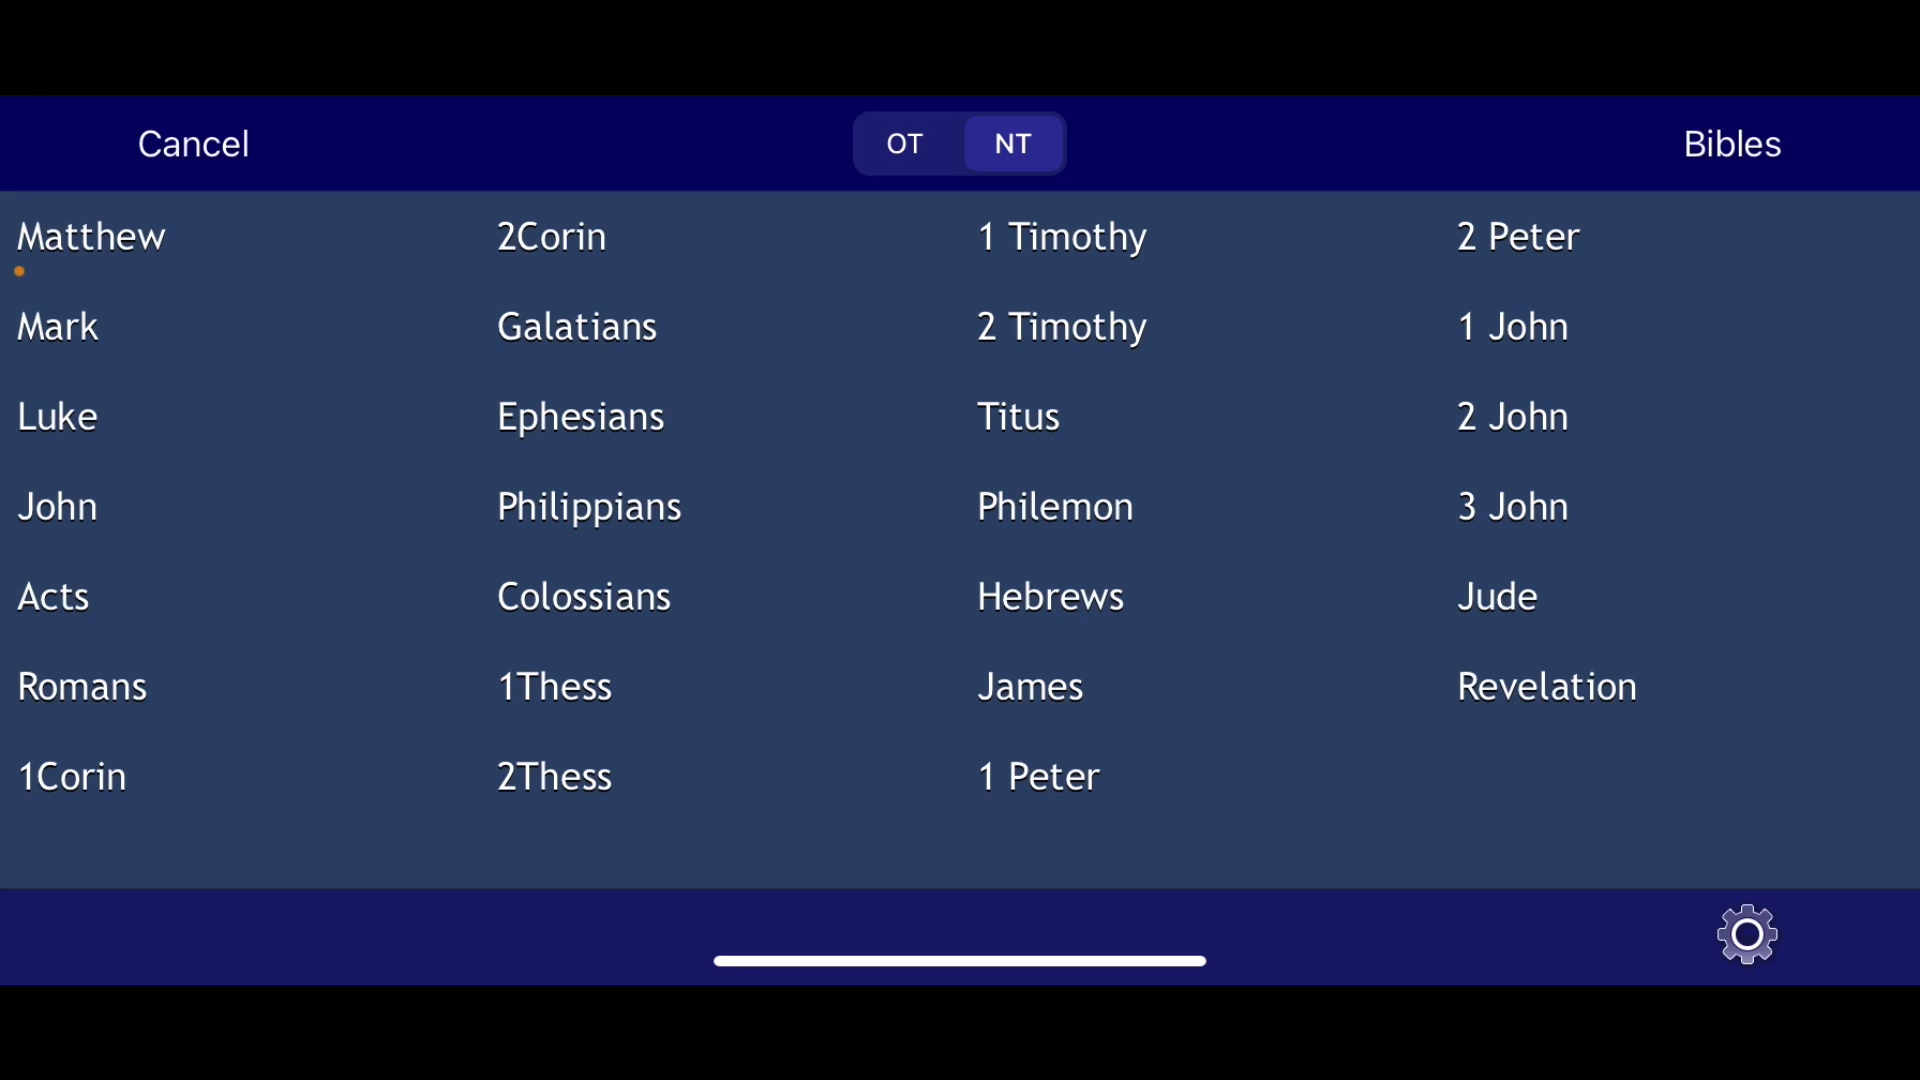 Cancel
OT
NT
Bibles
Matthew
Mark
Luke
John
Acts
Romans
1Corin
2Corin
Galatians
Ephesians
Philippians
Colossians
1Thess
2Thess
1 Timothy
2 Timothy
Titus
Philemon
Hebrews
James
1 Peter
2 Peter
1 John
2 John
3 John
Jude
Revelation